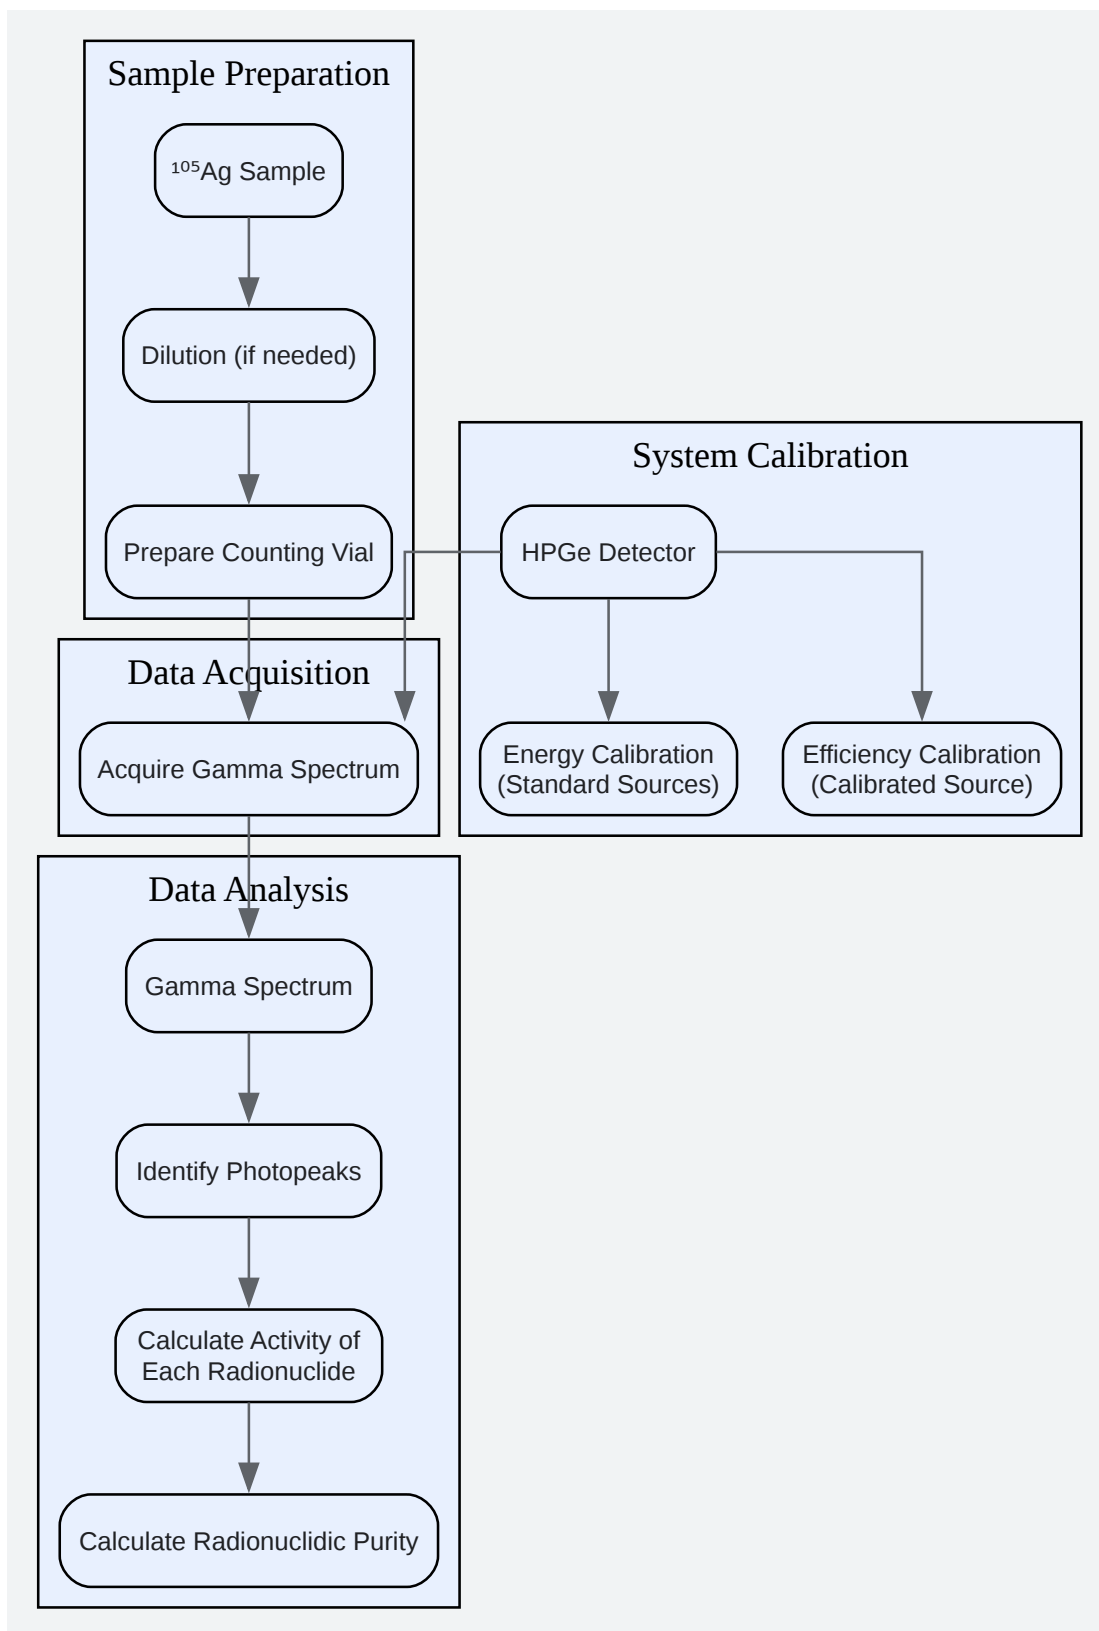 Sample Preparation
¹⁰⁵Ag Sample
Dilution (if needed)
Prepare Counting Vial
System Calibration
HPGe Detector
Energy Calibration
(Standard Sources)
Efficiency Calibration
(Calibrated Source)
Data Acquisition
Acquire Gamma Spectrum
Data Analysis
Gamma Spectrum
Identify Photopeaks
Calculate Activity of
Each Radionuclide
Calculate Radionuclidic Purity